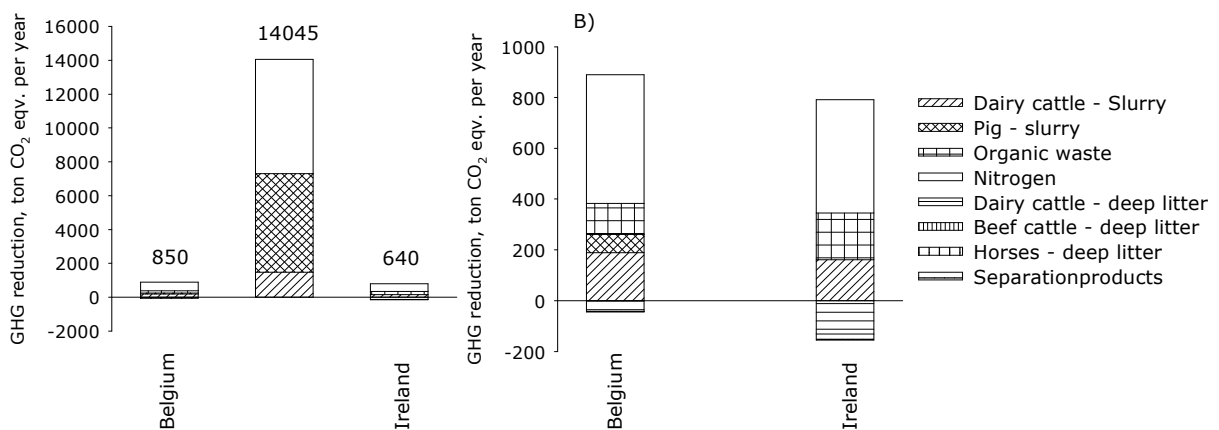 GHG reduction, ton CO₂ eqv. per year
16000
14000
12000
10000
8000
6000
4000
2000
0
-2000
850
14045
640
Belgium
Ireland
B)
GHG reduction, ton CO₂ eqv. per year
1000
800
600
400
200
0
-200
Belgium
Ireland
Dairy cattle - Slurry
Pig - slurry
Organic waste
Nitrogen
Dairy cattle - deep litter
Beef cattle - deep litter
Horses - deep litter
Separationproducts